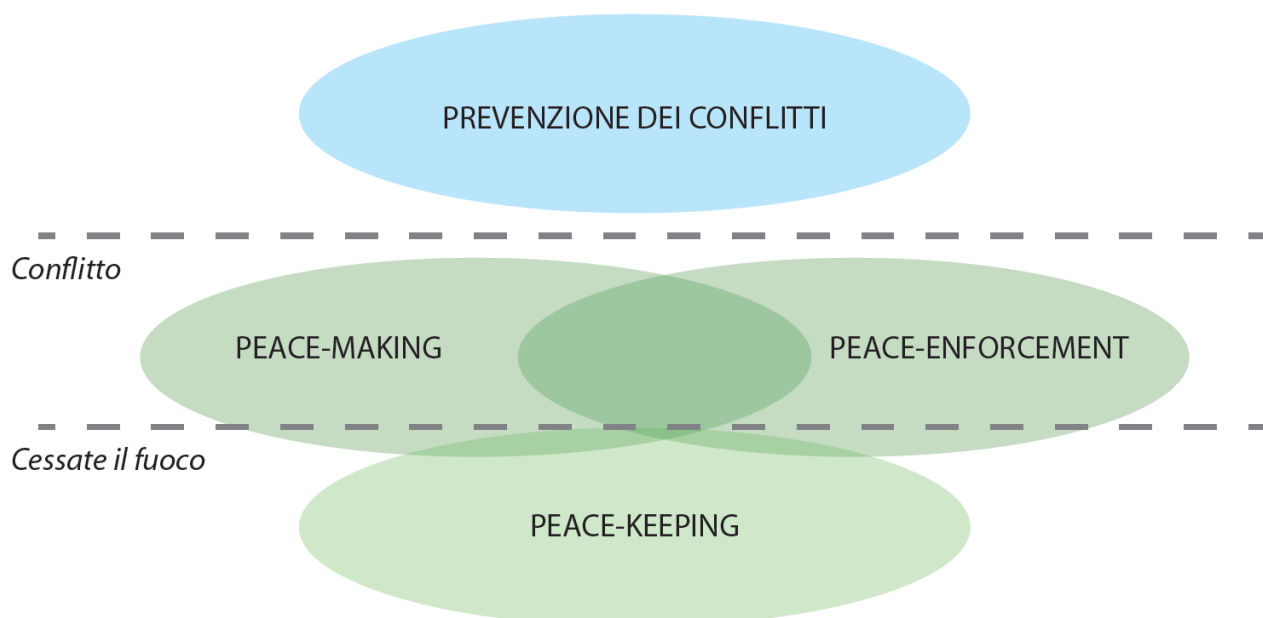 PREVENZIONE DEI CONFLITTI
Conflitto
PEACE-MAKING
PEACE-ENFORCEMENT
Cessate il fuoco
PEACE-KEEPING